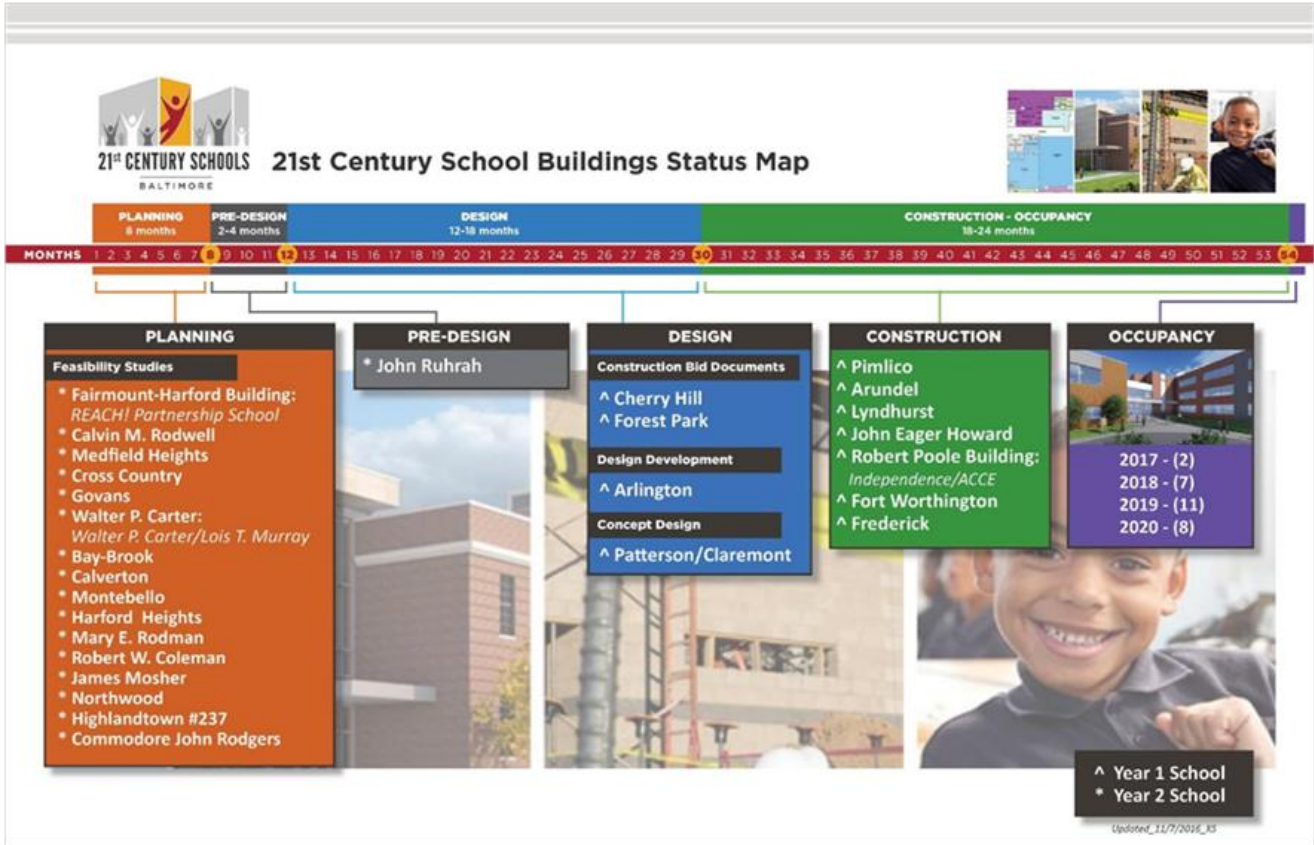 21st CENTURY SCHOOLS
BALTIMORE
21st Century School Buildings Status Map
PLANNING
8 months
PRE-DESIGN
2-4 months
DESIGN
12-18 months
CONSTRUCTION - OCCUPANCY
18-24 months
MONTHS 1 2 3 4 5 6 7 8 9 10 11 12 13 14 15 16 17 18 19 20 21 22 23 24 25 26 27 28 29 30 31 32 33 34 35 36 37 38 39 40 41 42 43 44 45 46 47 48 49 50 51 52 53 54
PLANNING
Feasibility Studies
* Fairmount-Harford Building:
REACH! Partnership School
* Calvin M. Rodwell
* Medfield Heights
* Cross Country
* Govans
* Walter P. Carter:
Walter P. Carter/Lois T. Murray
* Bay-Brook
* Calverton
* Montebello
* Harford Heights
* Mary E. Rodman
* Robert W. Coleman
* James Mosher
* Northwood
* Highlandtown #237
* Commodore John Rodgers
PRE-DESIGN
* John Ruhrah
DESIGN
Construction Bid Documents
^ Cherry Hill
^ Forest Park
Design Development
^ Arlington
Concept Design
^ Patterson/Claremont
CONSTRUCTION
^ Pimlico
^ Arundel
^ Lyndhurst
^ John Eager Howard
^ Robert Poole Building:
Independence/ACCE
^ Fort Worthington
^ Frederick
OCCUPANCY
2017 - (2)
2018 - (7)
2019 - (11)
2020 - (8)
^ Year 1 School
* Year 2 School
Updated_11/7/2016_RS